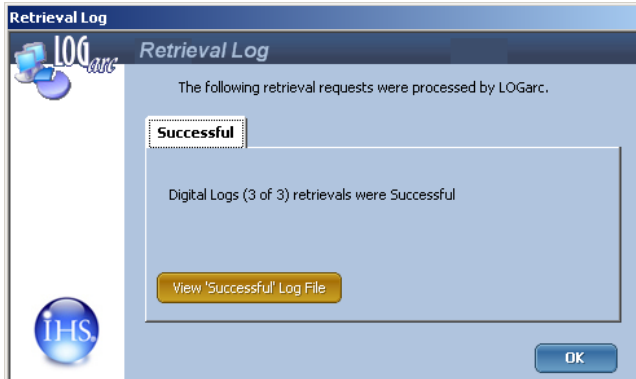 Retrieval Log
LOGarc
Retrieval Log
The following retrieval requests were processed by LOGarc.
Successful
Digital Logs (3 of 3) retrievals were Successful
View 'Successful' Log File
IHS
OK